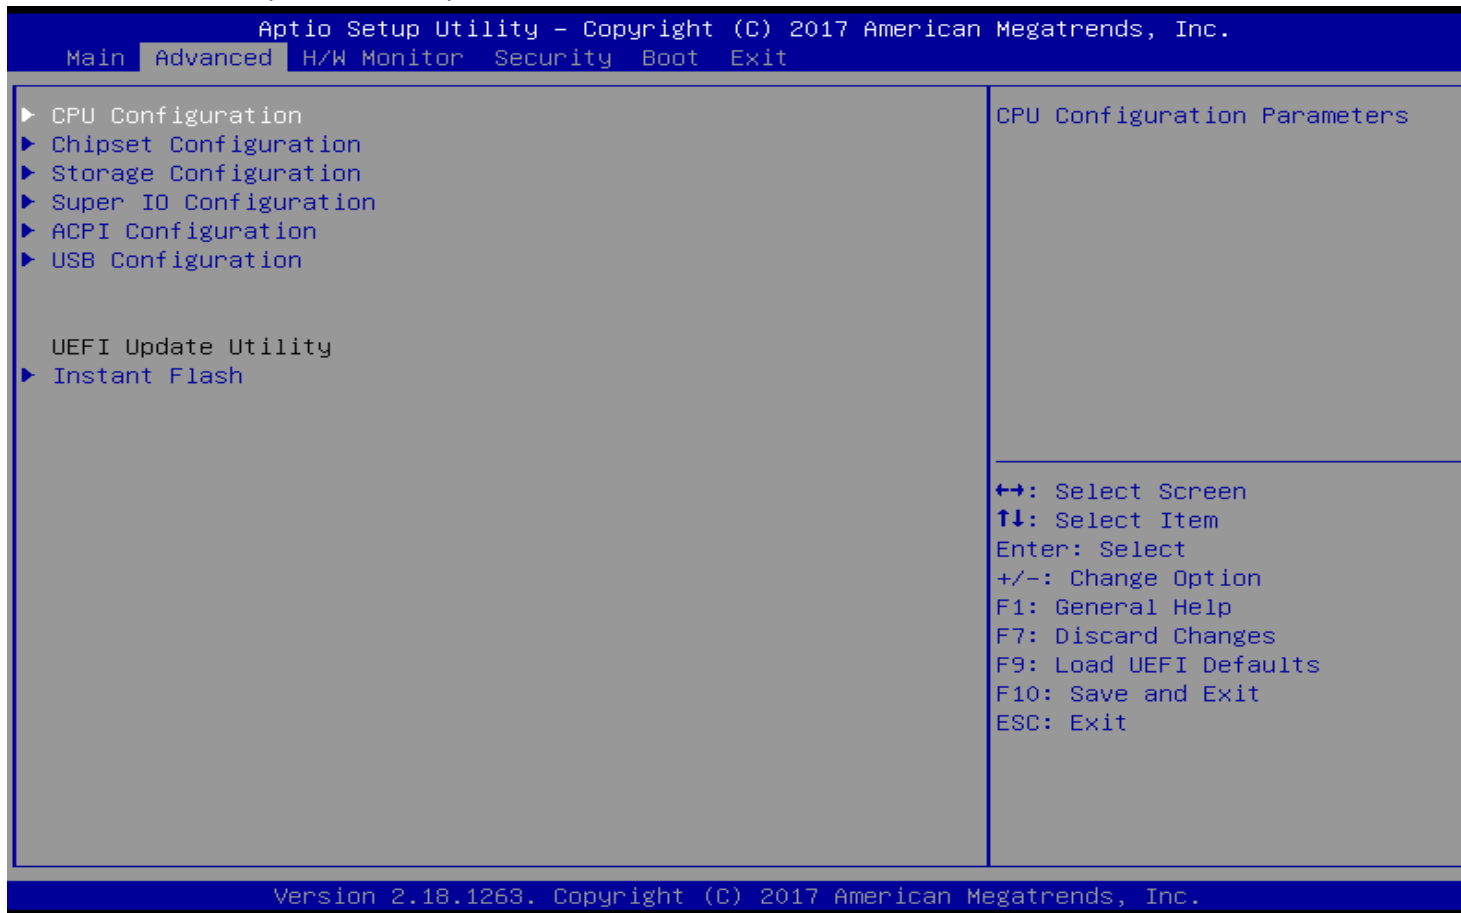 Aptio Setup Utility – Copyright (C) 2017 American Megatrends, Inc.
Main Advanced H/W Monitor Security Boot Exit
► CPU Configuration
► Chipset Configuration
► Storage Configuration
► Super IO Configuration
► ACPI Configuration
► USB Configuration
UEFI Update Utility
► Instant Flash
CPU Configuration Parameters
↔: Select Screen
↑↓: Select Item
Enter: Select
+/-: Change Option
F1: General Help
F7: Discard Changes
F9: Load UEFI Defaults
F10: Save and Exit
ESC: Exit
Version 2.18.1263. Copyright (C) 2017 American Megatrends, Inc.